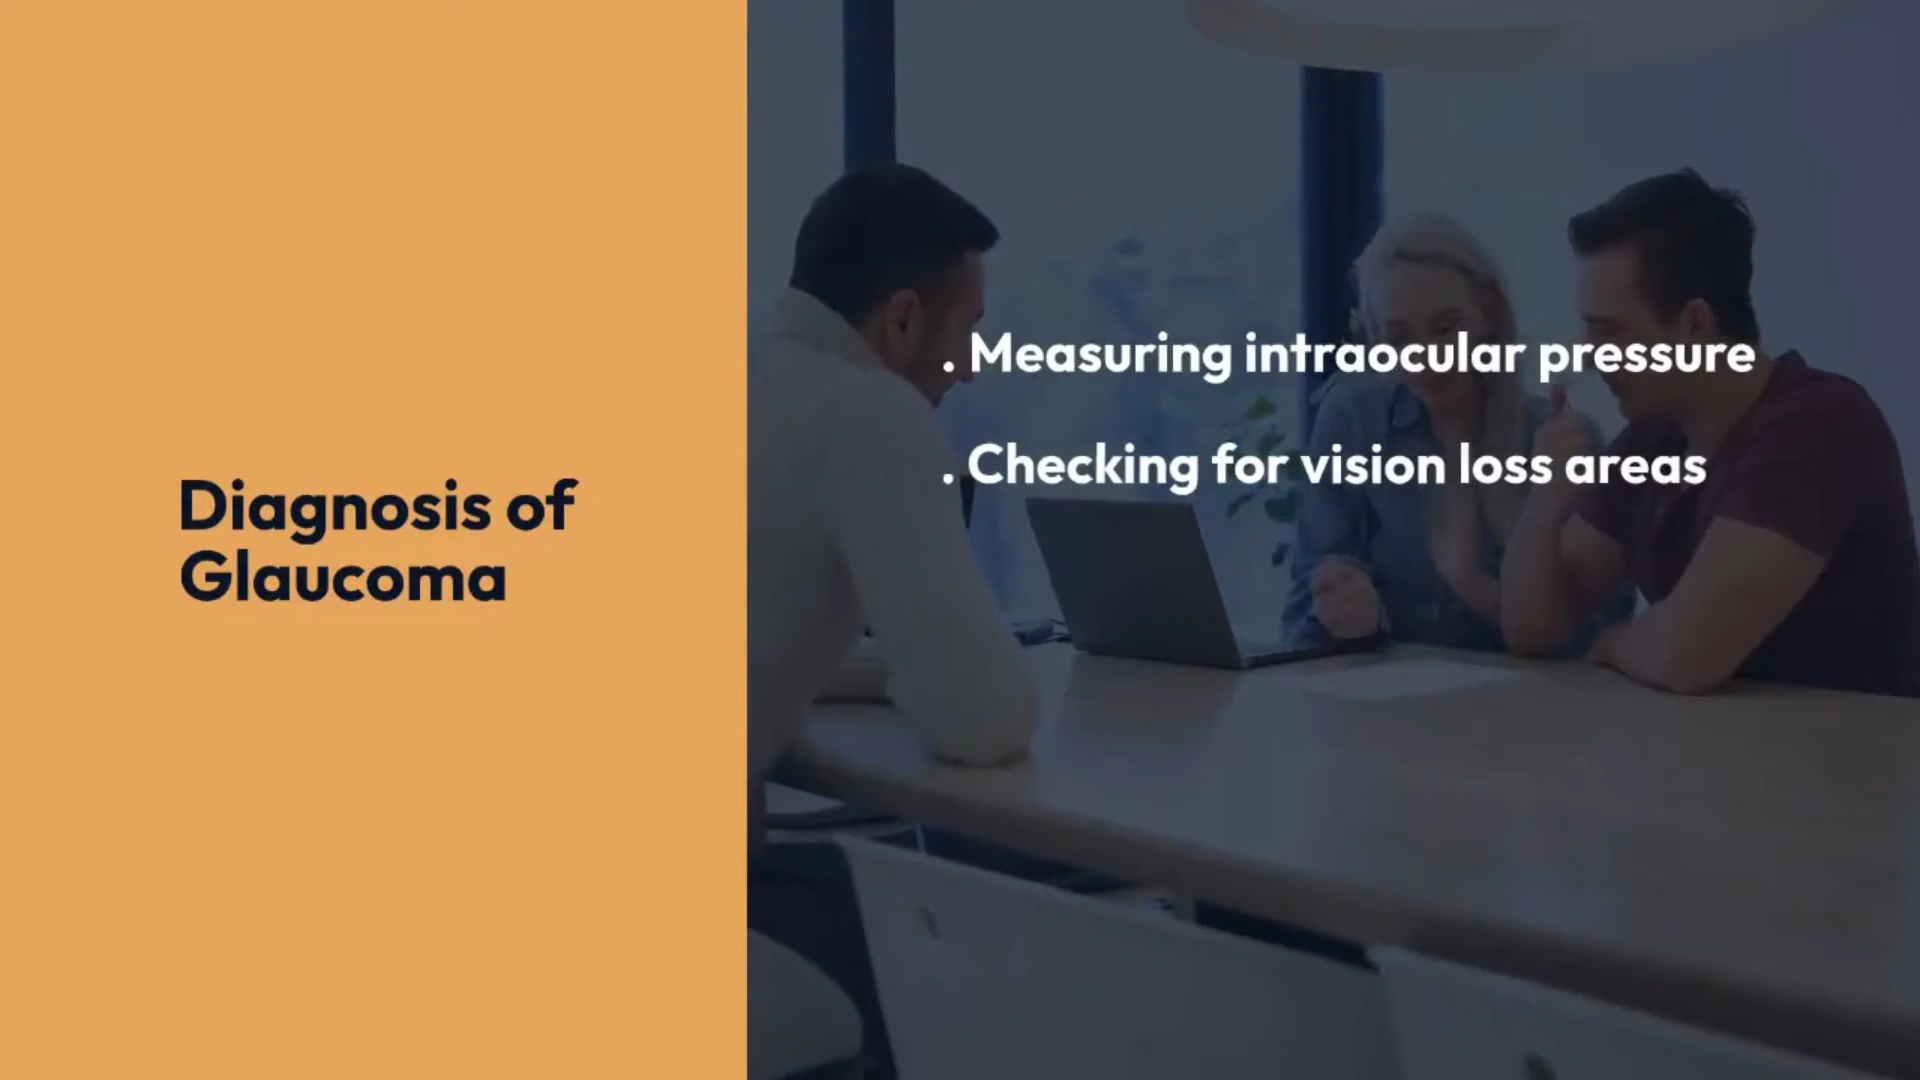 Diagnosis of
Glaucoma
. Measuring intraocular pressure
. Checking for vision loss areas